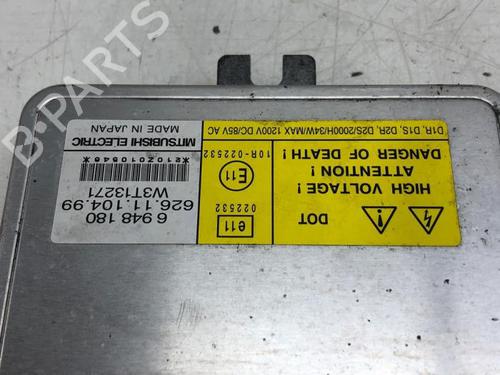 6 948 180
626.11.104.99
W3T13271
*210Z010548*
MITSUBISHI ELECTRIC
MADE IN JAPAN
e11
022532
E11
10R-022532
DOT
HIGH VOLTAGE!
ATTENTION!
DANGER OF DEATH!
D1R, D1S, D2R, D2S/2000H/34W/MAX 1200V DC/85V AC
B-PARTS